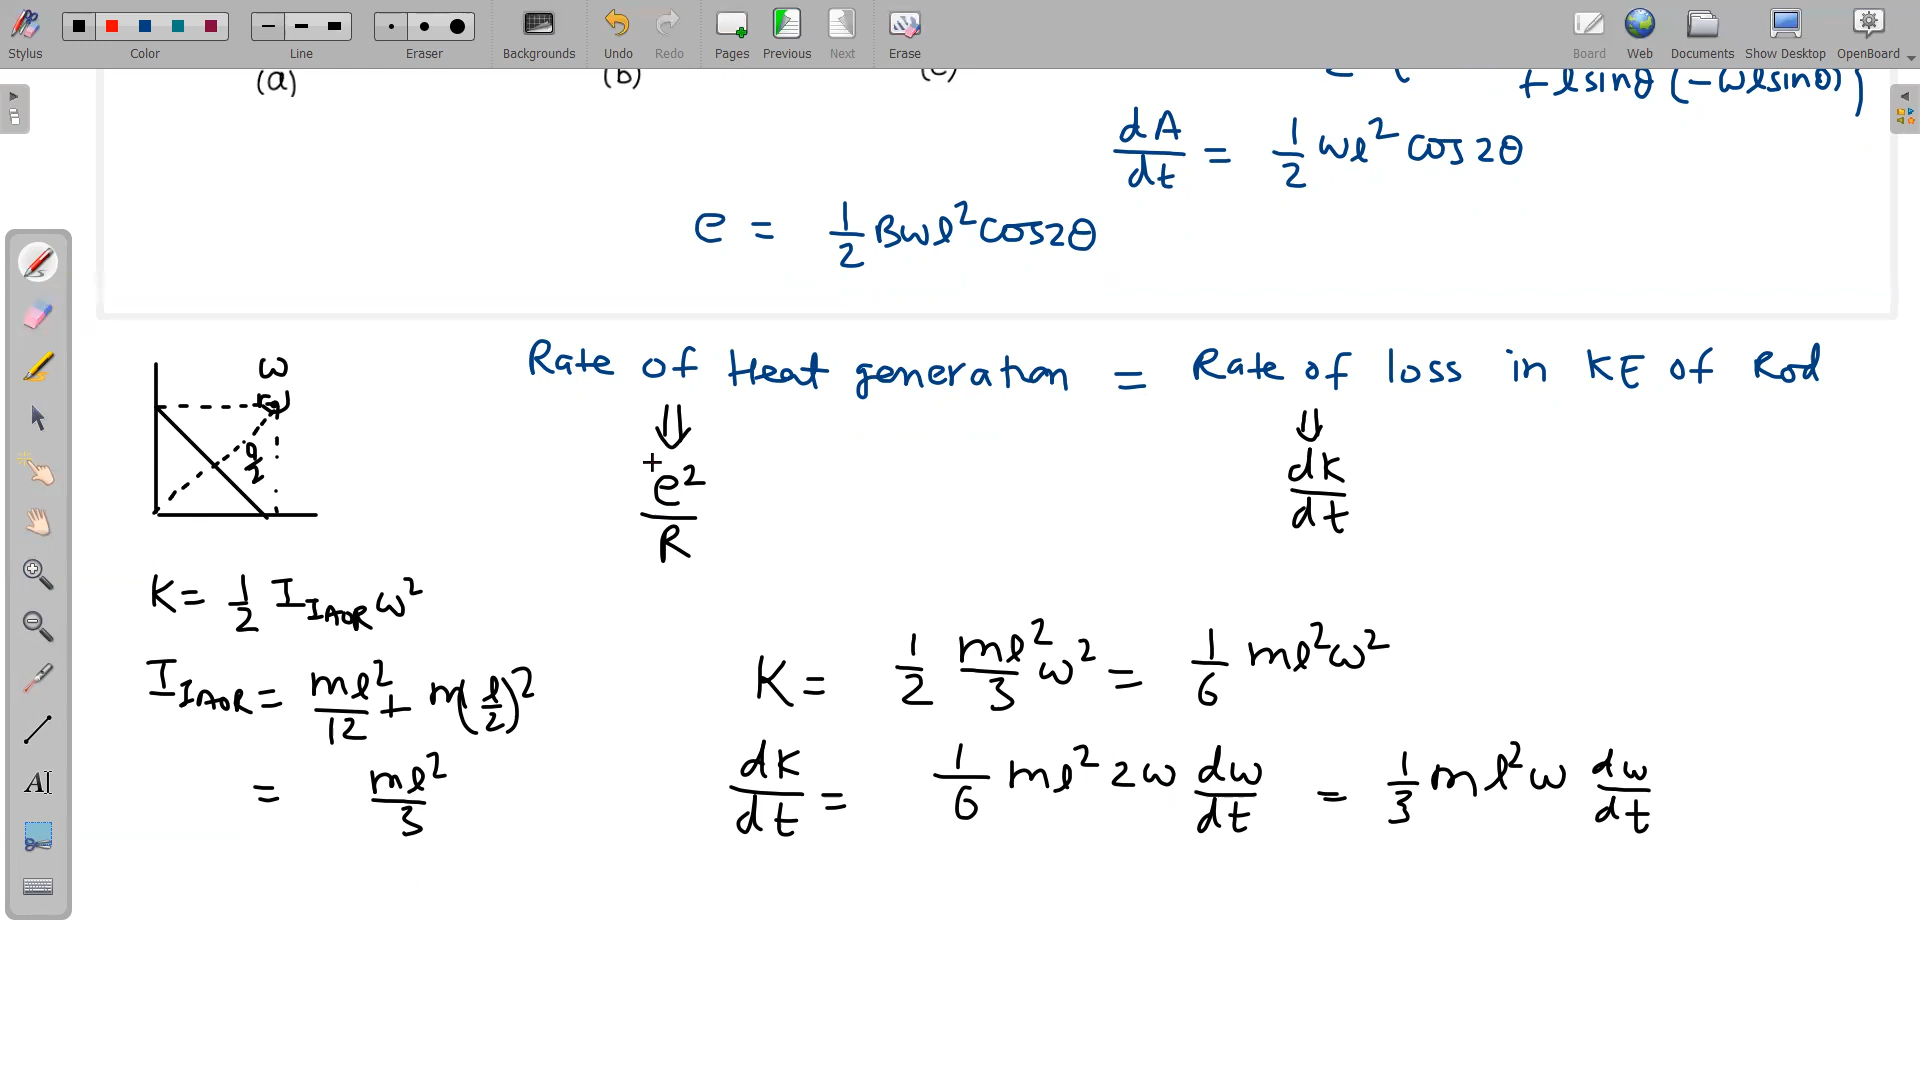 Stylus Color Line Eraser Backgrounds Undo Redo Pages Previous Next Erase Board Web Documents Show Desktop OpenBoard
(a) (b) (c)
+ ℓsinθ (-ωℓsinθ)
dA/dt = 1/2 ωℓ² cos2θ
e = 1/2 Bωℓ² cos2θ
Rate of Heat generation = Rate of loss in KE of Rod
ω
ℓ/2
⇓ ⇓
e²/R dK/dt
K = 1/2 I_IAOR ω²
I_IAOR = mℓ²/12 + m(ℓ/2)²
= mℓ²/3
K = 1/2 mℓ²/3 ω² = 1/6 mℓ²ω²
dK/dt = 1/6 mℓ² 2ω dω/dt = 1/3 mℓ²ω dω/dt